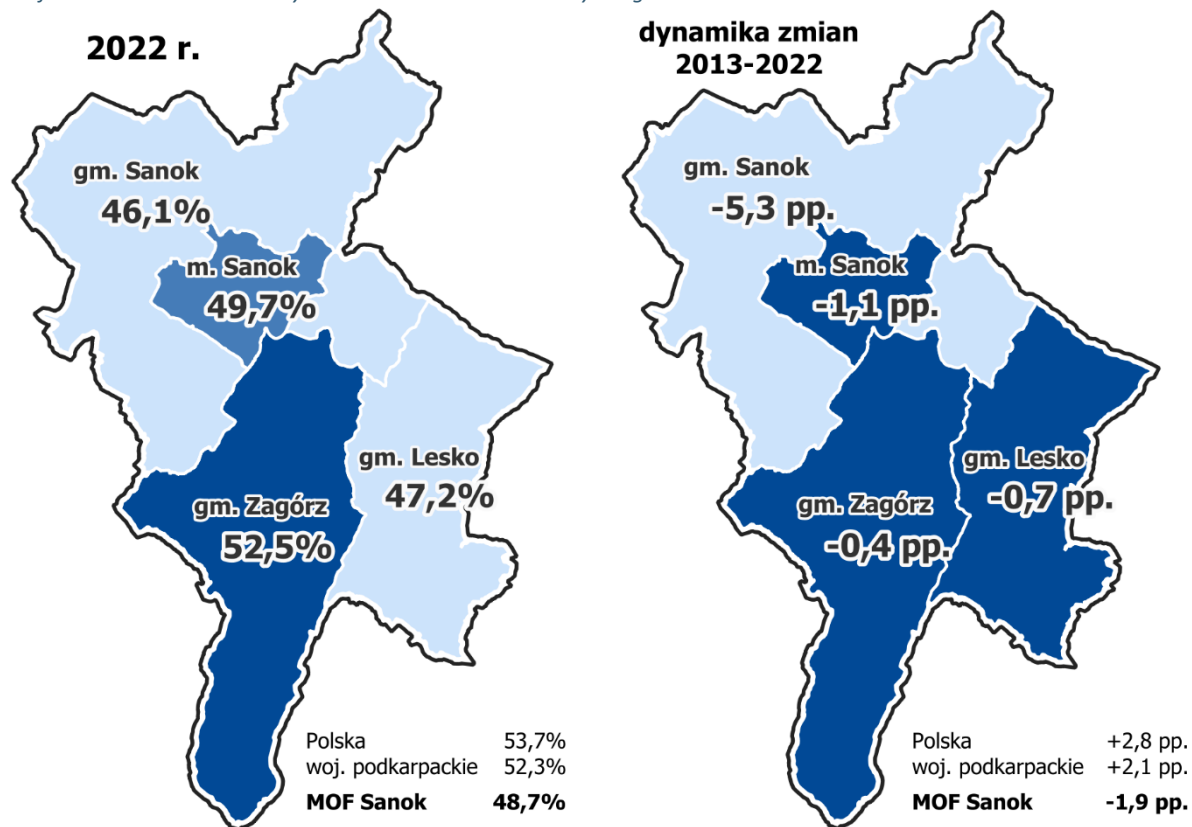 2022 r.
gm. Sanok
46,1%
m. Sanok
49,7%
gm. Lesko
47,2%
gm. Zagórz
52,5%
Polska 53,7%
woj. podkarpackie 52,3%
MOF Sanok 48,7%
dynamika zmian
2013-2022
gm. Sanok
-5,3 pp.
m. Sanok
-1,1 pp.
gm. Lesko
-0,7 pp.
gm. Zagórz
-0,4 pp.
Polska +2,8 pp.
woj. podkarpackie +2,1 pp.
MOF Sanok -1,9 pp.